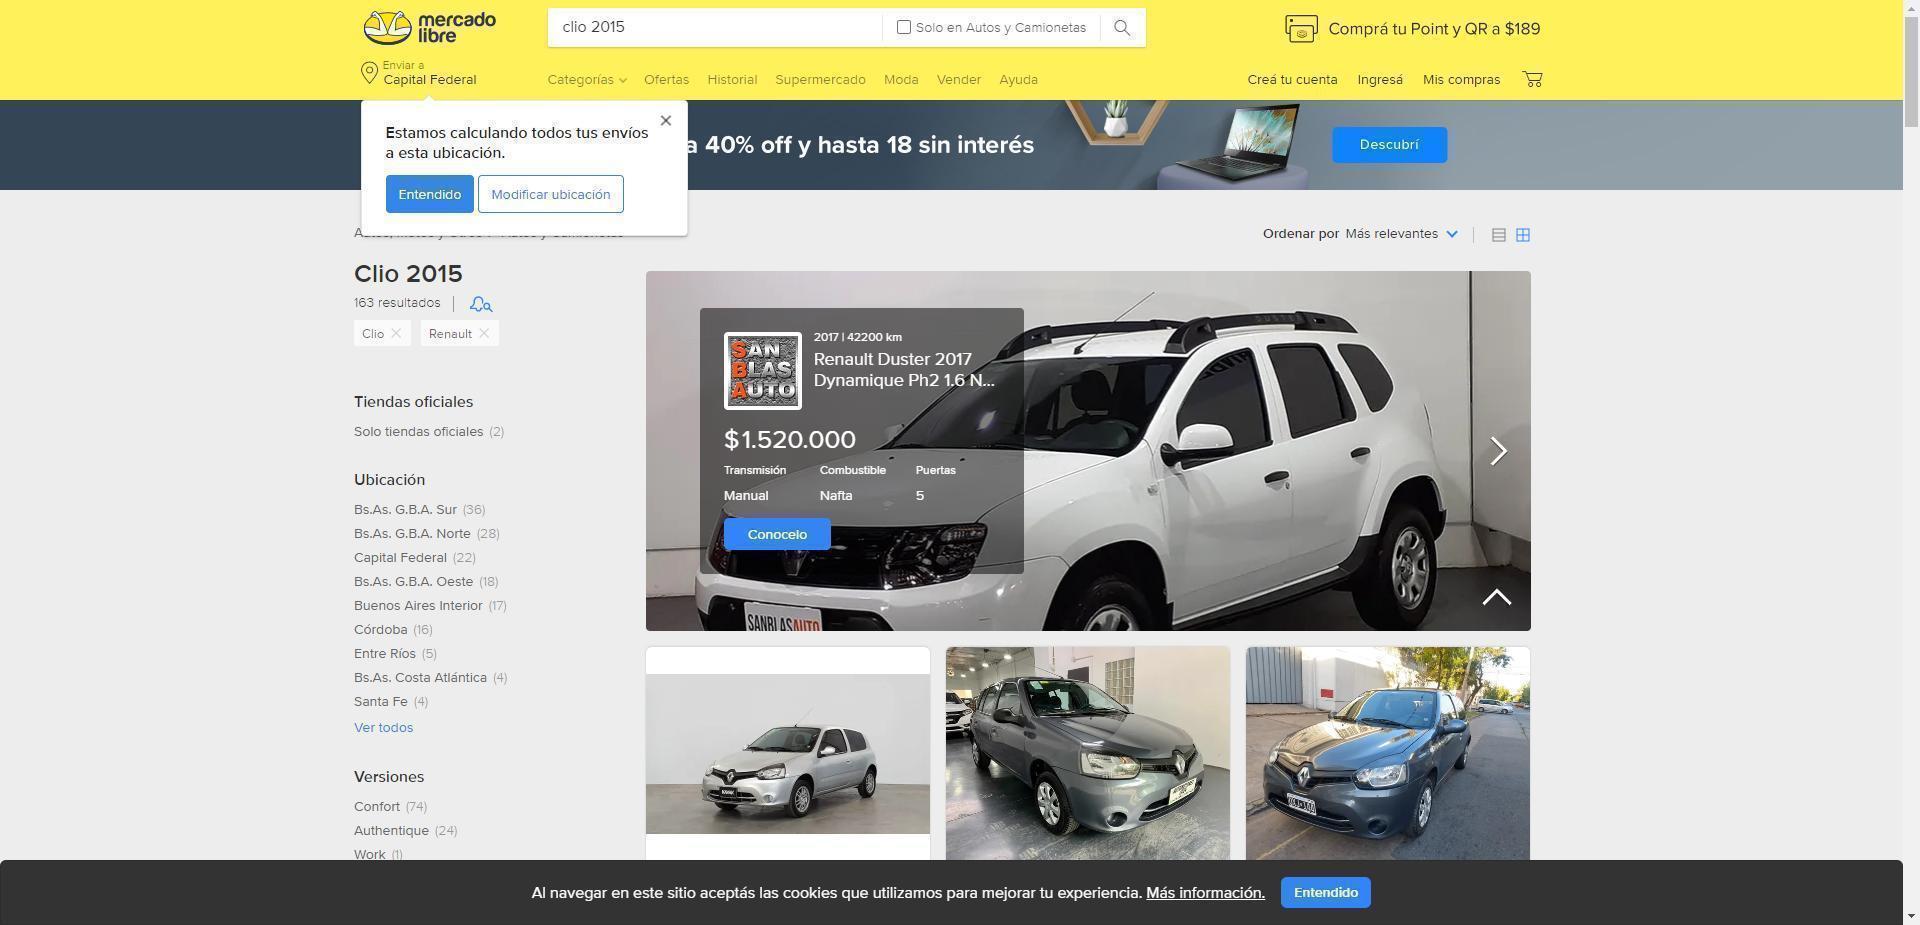 mercado
libre
clio 2015
Solo en Autos y Camionetas
Comprá tu Point y QR a $189
Enviar a
Capital Federal
Categorías
Ofertas
Historial
Supermercado
Moda
Vender
Ayuda
Creá tu cuenta
Ingresá
Mis compras
Estamos calculando todos tus envíos
a esta ubicación.
Entendido
Modificar ubicación
a 40% off y hasta 18 sin interés
Descubrí
Ordenar por Más relevantes
Clio 2015
163 resultados
Clio
Renault
Tiendas oficiales
Solo tiendas oficiales (2)
Ubicación
Bs.As. G.B.A. Sur (36)
Bs.As. G.B.A. Norte (28)
Capital Federal (22)
Bs.As. G.B.A. Oeste (18)
Buenos Aires Interior (17)
Córdoba (16)
Entre Ríos (5)
Bs.As. Costa Atlántica (4)
Santa Fe (4)
Ver todos
Versiones
Confort (74)
Authentique (24)
Work (1)
SAN
BLAS
AUTO
2017 | 42200 km
Renault Duster 2017
Dynamique Ph2 1.6 N...
$1.520.000
Transmisión
Combustible
Puertas
Manual
Nafta
5
Conocelo
SANBLASAUTO
KAVAK
Al navegar en este sitio aceptás las cookies que utilizamos para mejorar tu experiencia. Más información.
Entendido